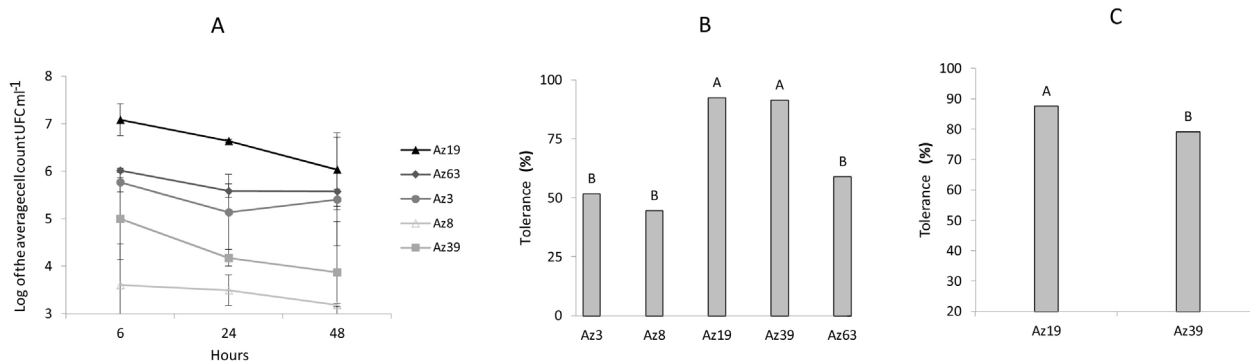 A
Log of the average cell count UFC ml-1
8
7
6
5
4
3
6 24 48
Hours
Az19
Az63
Az3
Az8
Az39
B
Tolerance (%)
100
75
50
25
0
B B A A B
Az3 Az8 Az19 Az39 Az63
C
Tolerance (%)
100
90
80
70
60
50
40
30
20
A B
Az19 Az39